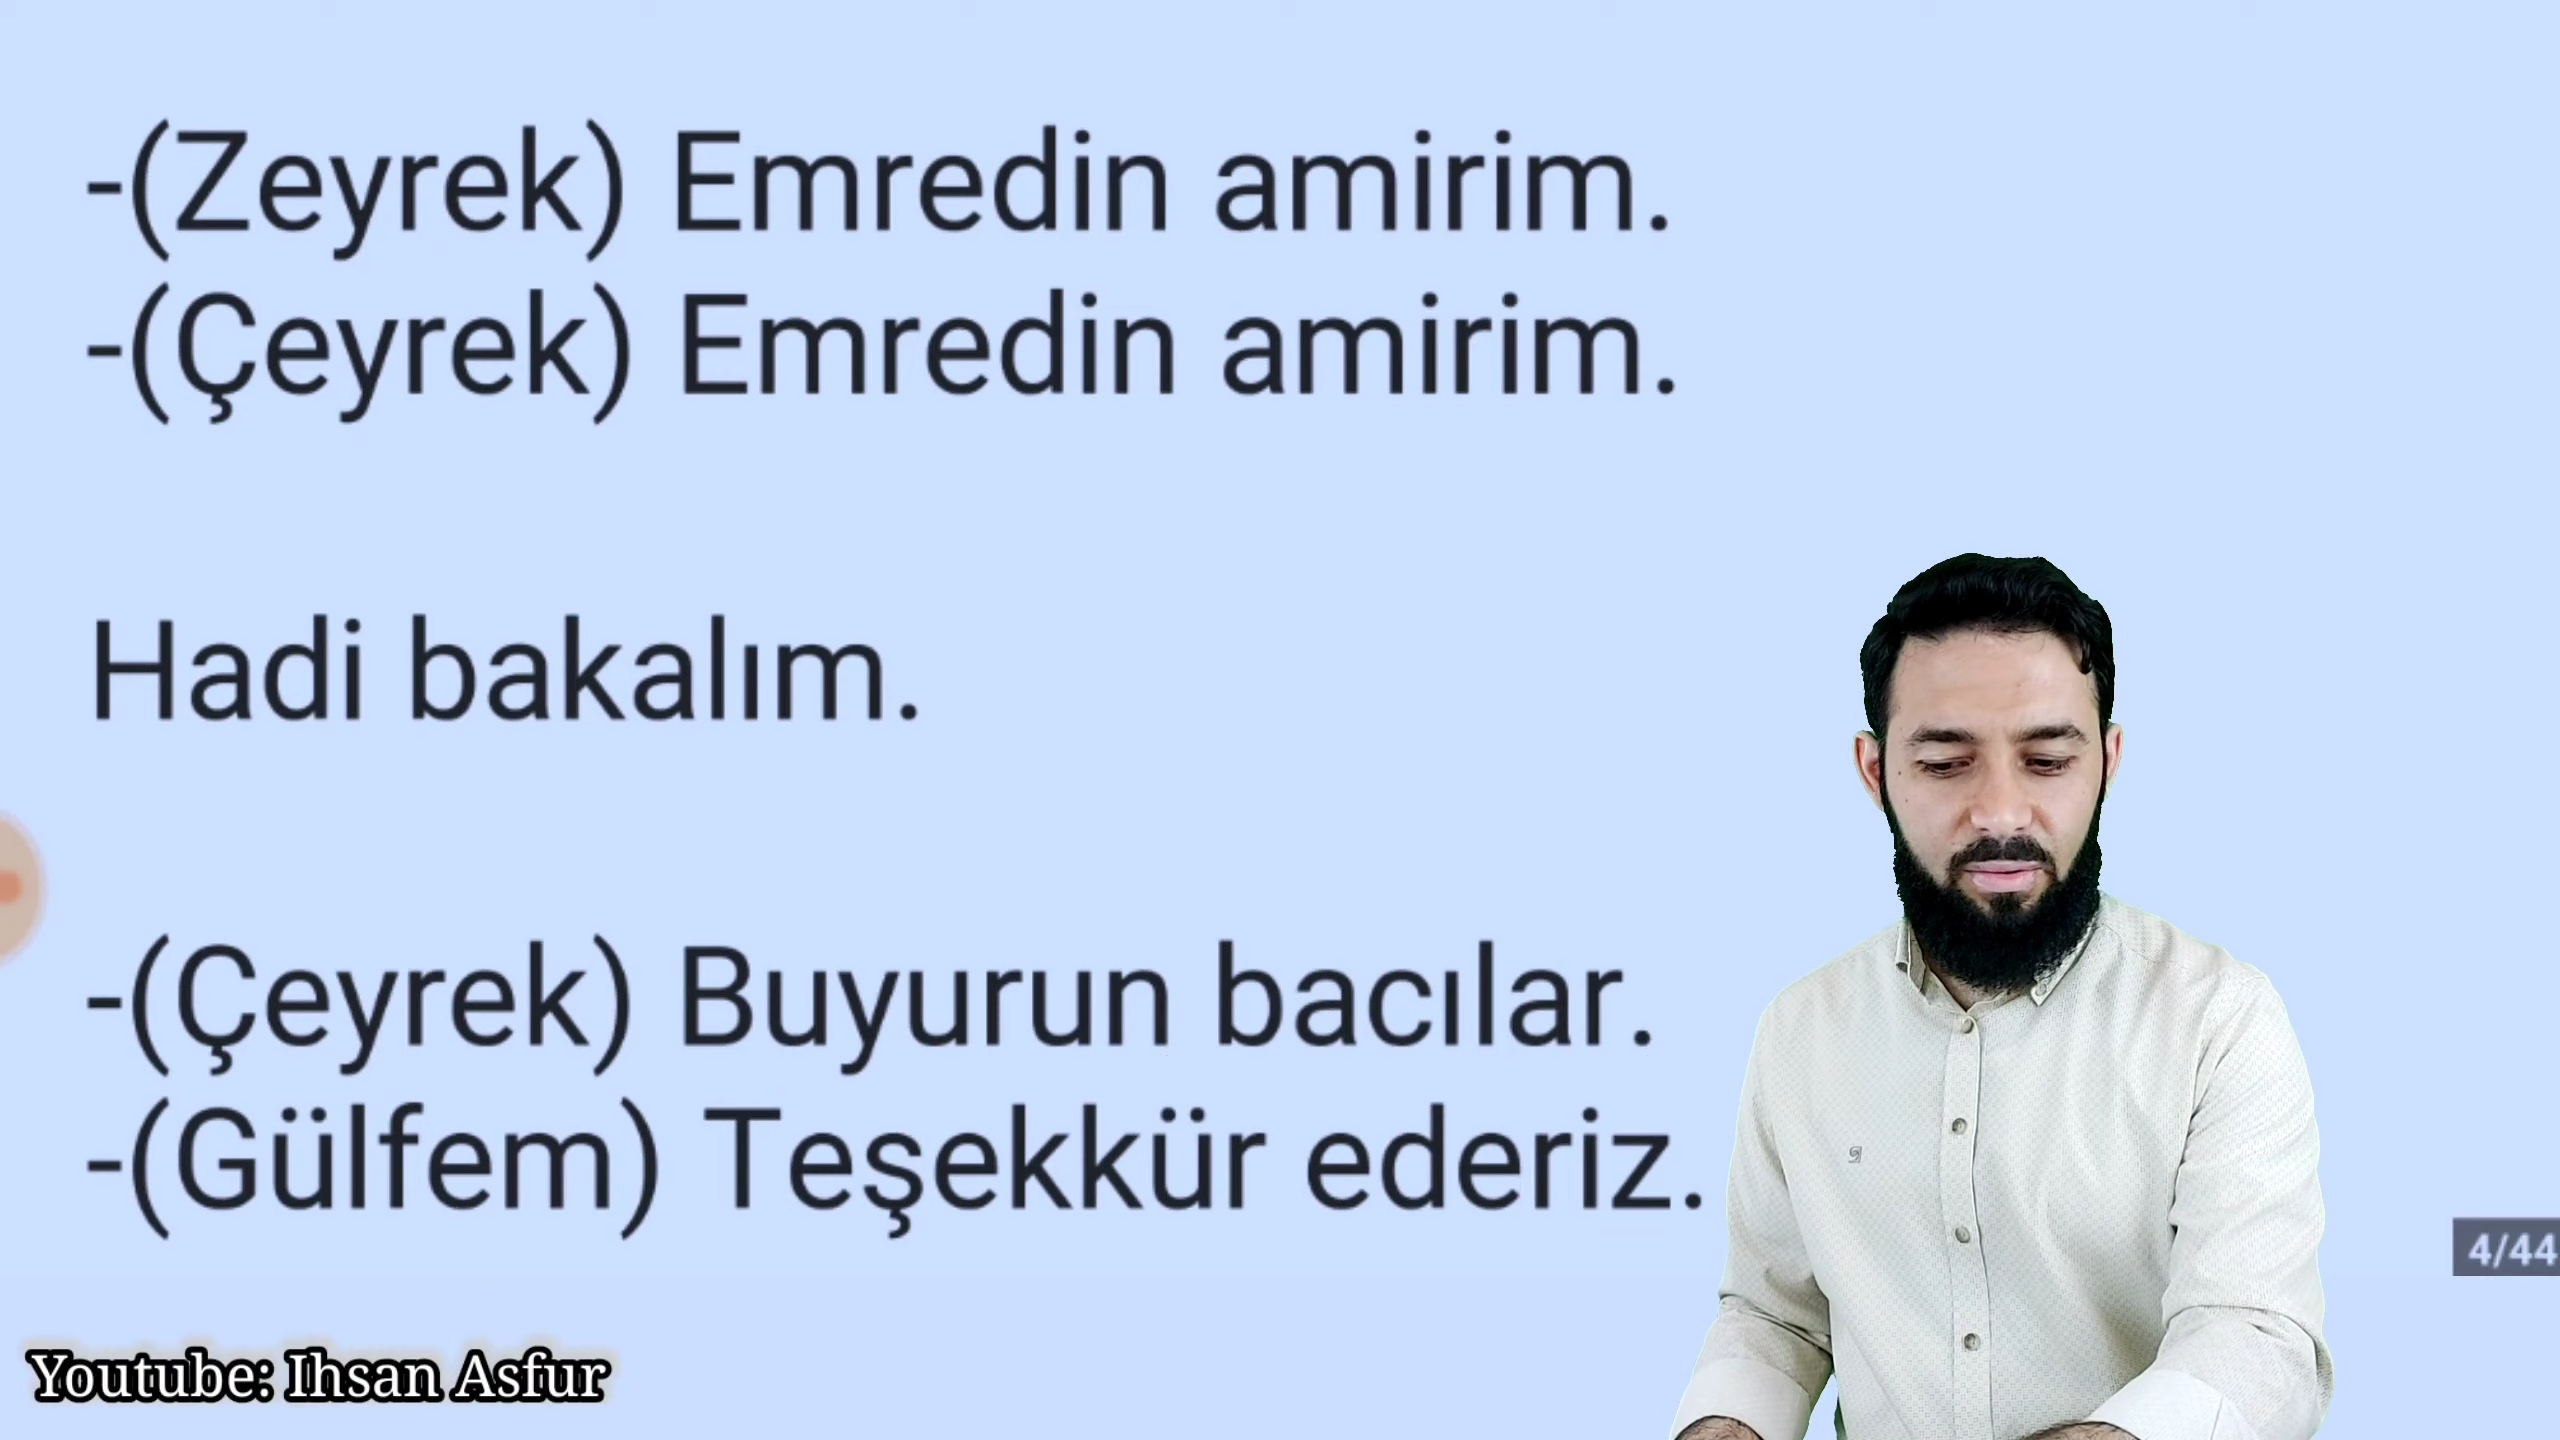 -(Zeyrek) Emredin amirim.
-(Çeyrek) Emredin amirim.
Hadi bakalım.
-(Çeyrek) Buyurun bacılar.
-(Gülfem) Teşekkür ederiz.
4/44
Youtube: Ihsan Asfur